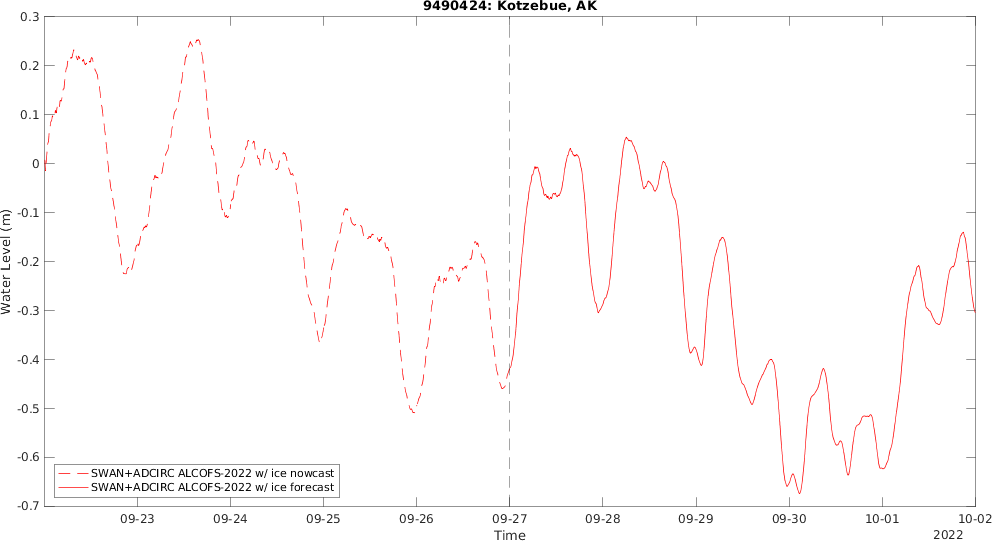 9490424: Kotzebue, AK
0.3
0.2
0.1
0
-0.1
-0.2
-0.3
-0.4
-0.5
-0.6
-0.7
Water Level (m)
SWAN+ADCIRC ALCOFS-2022 w/ ice nowcast
SWAN+ADCIRC ALCOFS-2022 w/ ice forecast
09-23 09-24 09-25 09-26 09-27 09-28 09-29 09-30 10-01 10-02
Time
2022